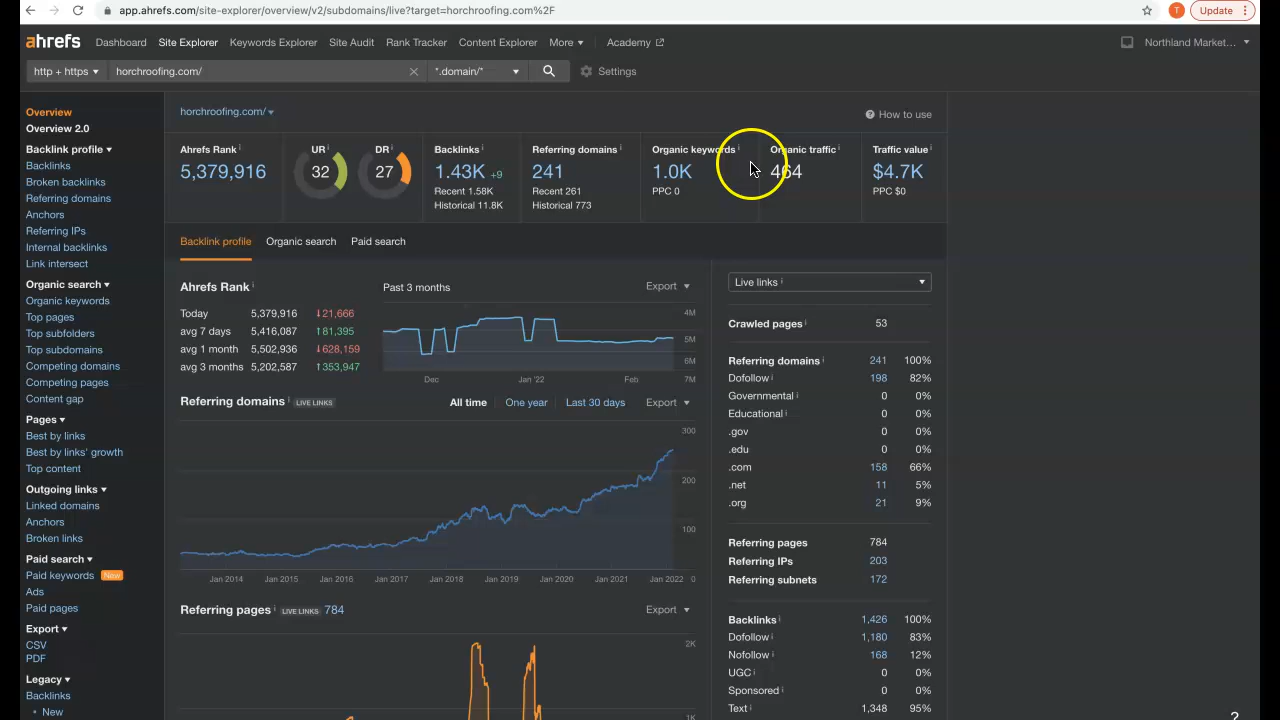 app.ahrefs.com/site-explorer/overview/v2/subdomains/live?target=horchroofing.com%2F
T
Update
ahrefs
Dashboard
Site Explorer
Keywords Explorer
Site Audit
Rank Tracker
Content Explorer
More
Academy
Northland Market...
http + https
horchroofing.com/
*.domain/*
Settings
Overview
Overview 2.0
Backlink profile
Backlinks
Broken backlinks
Referring domains
Anchors
Referring IPs
Internal backlinks
Link intersect
Organic search
Organic keywords
Top pages
Top subfolders
Top subdomains
Competing domains
Competing pages
Content gap
Pages
Best by links
Best by links' growth
Top content
Outgoing links
Linked domains
Anchors
Broken links
Paid search
Paid keywords New
Ads
Paid pages
Export
CSV
PDF
Legacy
Backlinks
• New
horchroofing.com/
How to use
Ahrefs Rank
5,379,916
UR
32
DR
27
Backlinks
1.43K +9
Recent 1.58K
Historical 11.8K
Referring domains
241
Recent 261
Historical 773
Organic keywords
1.0K
PPC 0
Organic traffic
464
Traffic value
$4.7K
PPC $0
Backlink profile
Organic search
Paid search
Ahrefs Rank
Today 5,379,916 ↓21,666
avg 7 days 5,416,087 ↑81,395
avg 1 month 5,502,936 ↓628,159
avg 3 months 5,202,587 ↑353,947
Past 3 months
Export
4M
5M
6M
7M
Dec
Jan '22
Feb
Referring domains LIVE LINKS
All time
One year
Last 30 days
Export
300
200
100
0
Jan 2014
Jan 2015
Jan 2016
Jan 2017
Jan 2018
Jan 2019
Jan 2020
Jan 2021
Jan 2022
Referring pages LIVE LINKS 784
Export
2K
1K
Live links
Crawled pages 53
Referring domains 241 100%
Dofollow 198 82%
Governmental 0 0%
Educational 0 0%
.gov 0 0%
.edu 0 0%
.com 158 66%
.net 11 5%
.org 21 9%
Referring pages 784
Referring IPs 203
Referring subnets 172
Backlinks 1,426 100%
Dofollow 1,180 83%
Nofollow 168 12%
UGC 0 0%
Sponsored 0 0%
Text 1,348 95%
?